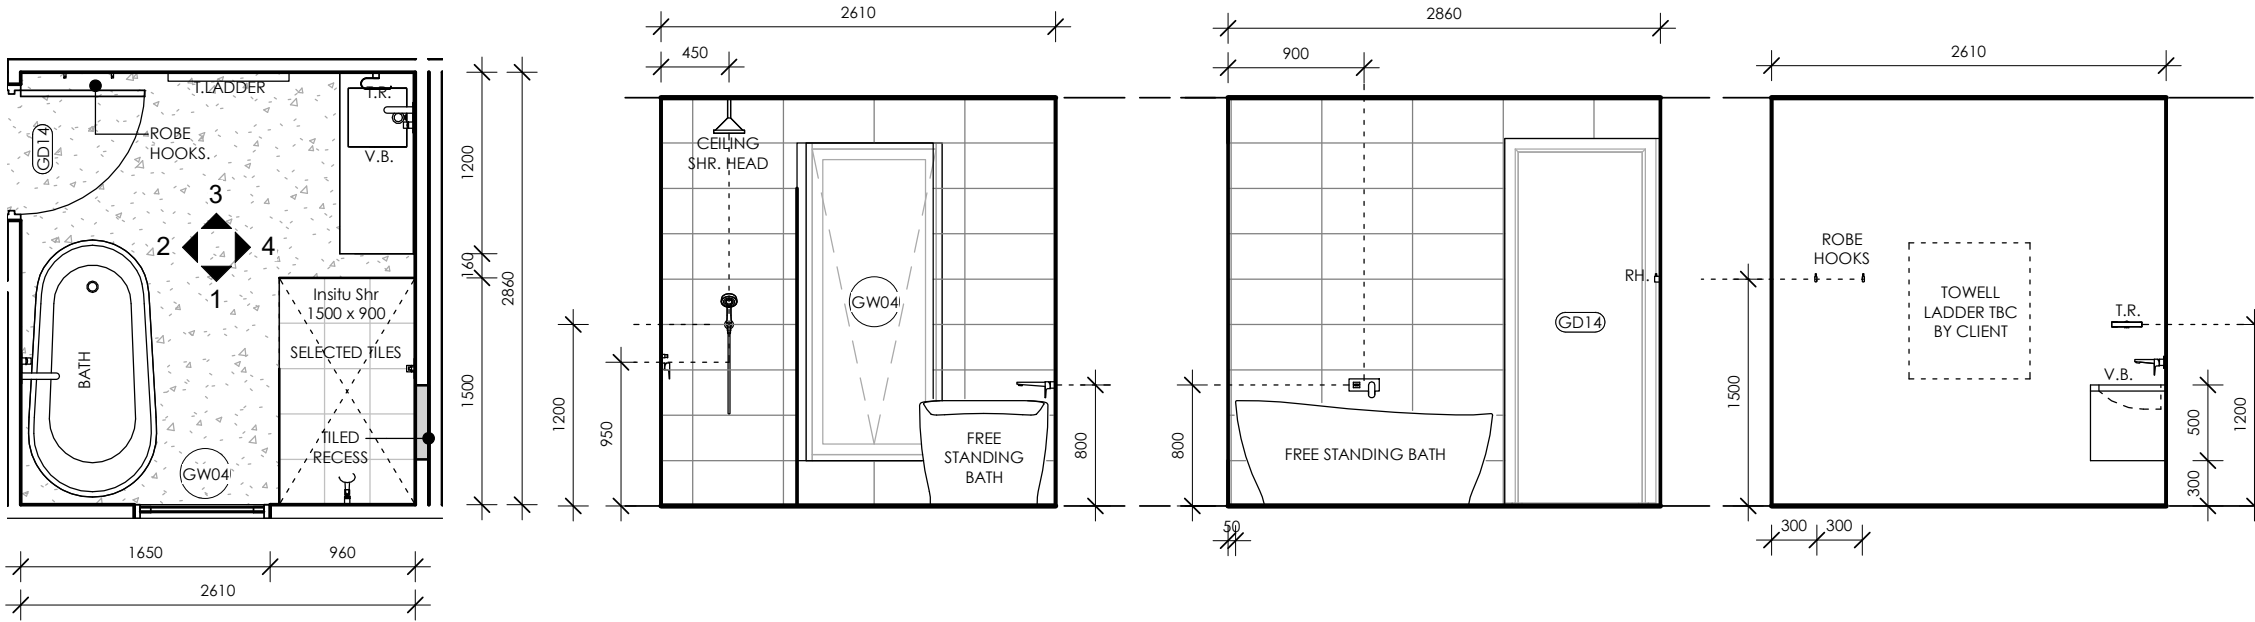 T.LADDER
T.R.
ROBE
HOOKS.
GD14
V.B.
3
2
4
1
Insitu Shr
1500 x 900
SELECTED TILES
BATH
TILED
RECESS
GW04
1200
160
1500
2860
1650
960
2610
2610
450
CEILING
SHR. HEAD
GW04
FREE
STANDING
BATH
1200
950
800
2860
900
RH.
GD14
FREE STANDING BATH
800
50
2610
ROBE
HOOKS
TOWELL
LADDER TBC
BY CLIENT
T.R.
V.B.
1500
500
300
1200
300
300